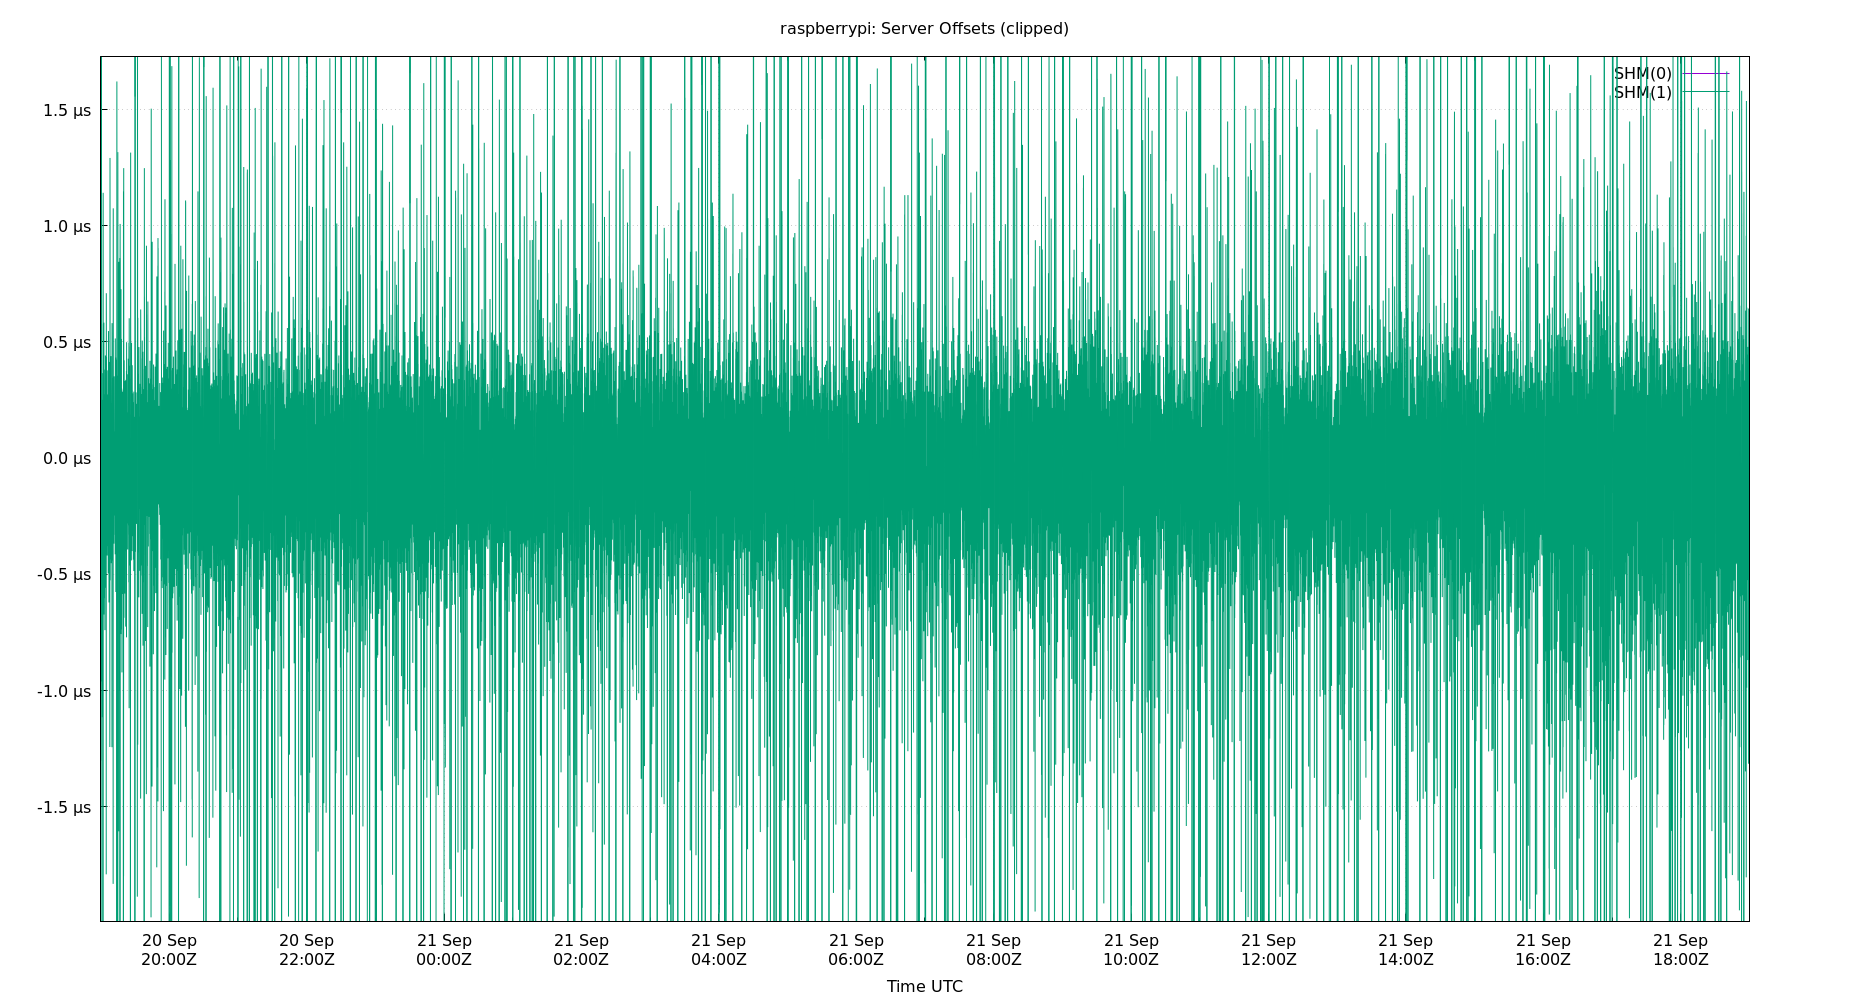 raspberrypi: Server Offsets (clipped)
SHM(0)
SHM(1)
1.5 μs
1.0 μs
0.5 μs
0.0 μs
-0.5 μs
-1.0 μs
-1.5 μs
20 Sep 20 Sep 21 Sep 21 Sep 21 Sep 21 Sep 21 Sep 21 Sep 21 Sep 21 Sep 21 Sep 21 Sep
20:00Z 22:00Z 00:00Z 02:00Z 04:00Z 06:00Z 08:00Z 10:00Z 12:00Z 14:00Z 16:00Z 18:00Z
Time UTC